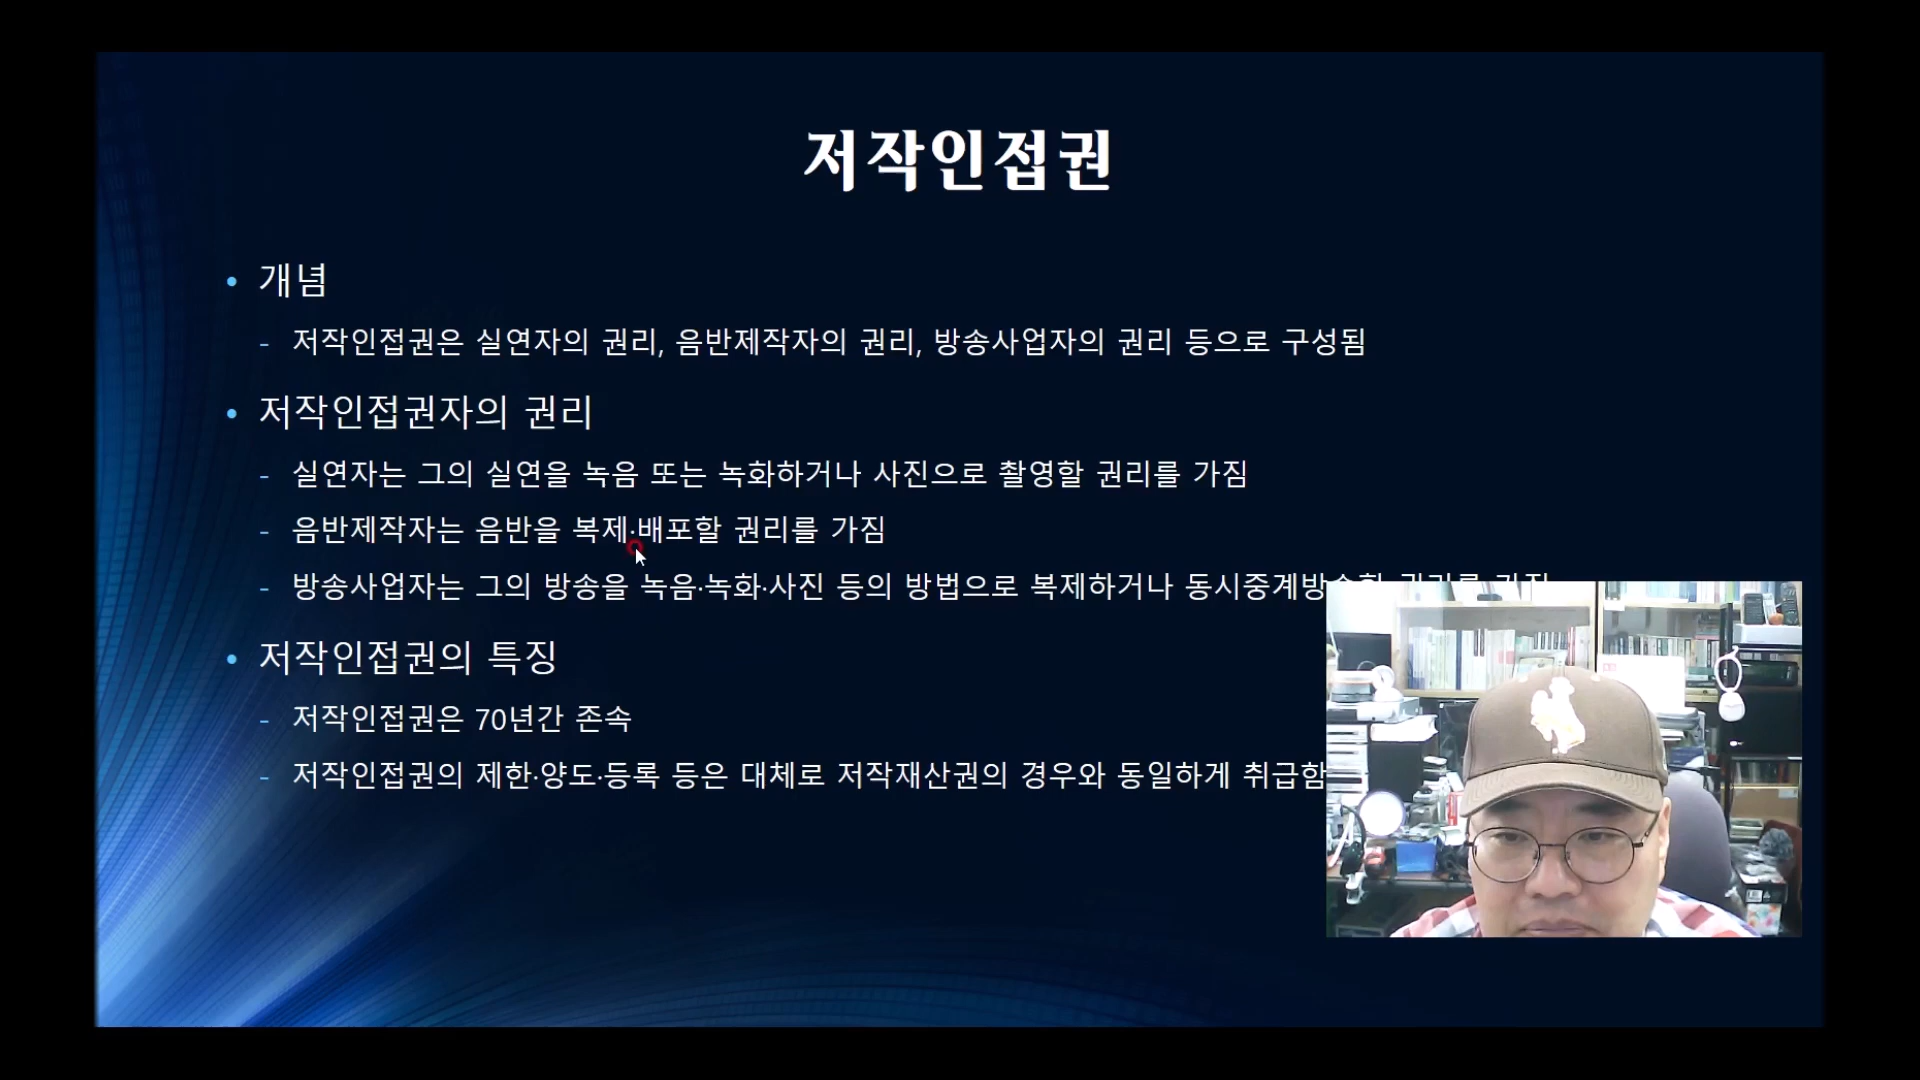 저작인접권
• 개념
- 저작인접권은 실연자의 권리, 음반제작자의 권리, 방송사업자의 권리 등으로 구성됨
• 저작인접권자의 권리
- 실연자는 그의 실연을 녹음 또는 녹화하거나 사진으로 촬영할 권리를 가짐
- 음반제작자는 음반을 복제·배포할 권리를 가짐
- 방송사업자는 그의 방송을 녹음·녹화·사진 등의 방법으로 복제하거나 동시중계방송할 권리를 가짐
• 저작인접권의 특징
- 저작인접권은 70년간 존속
- 저작인접권의 제한·양도·등록 등은 대체로 저작재산권의 경우와 동일하게 취급함